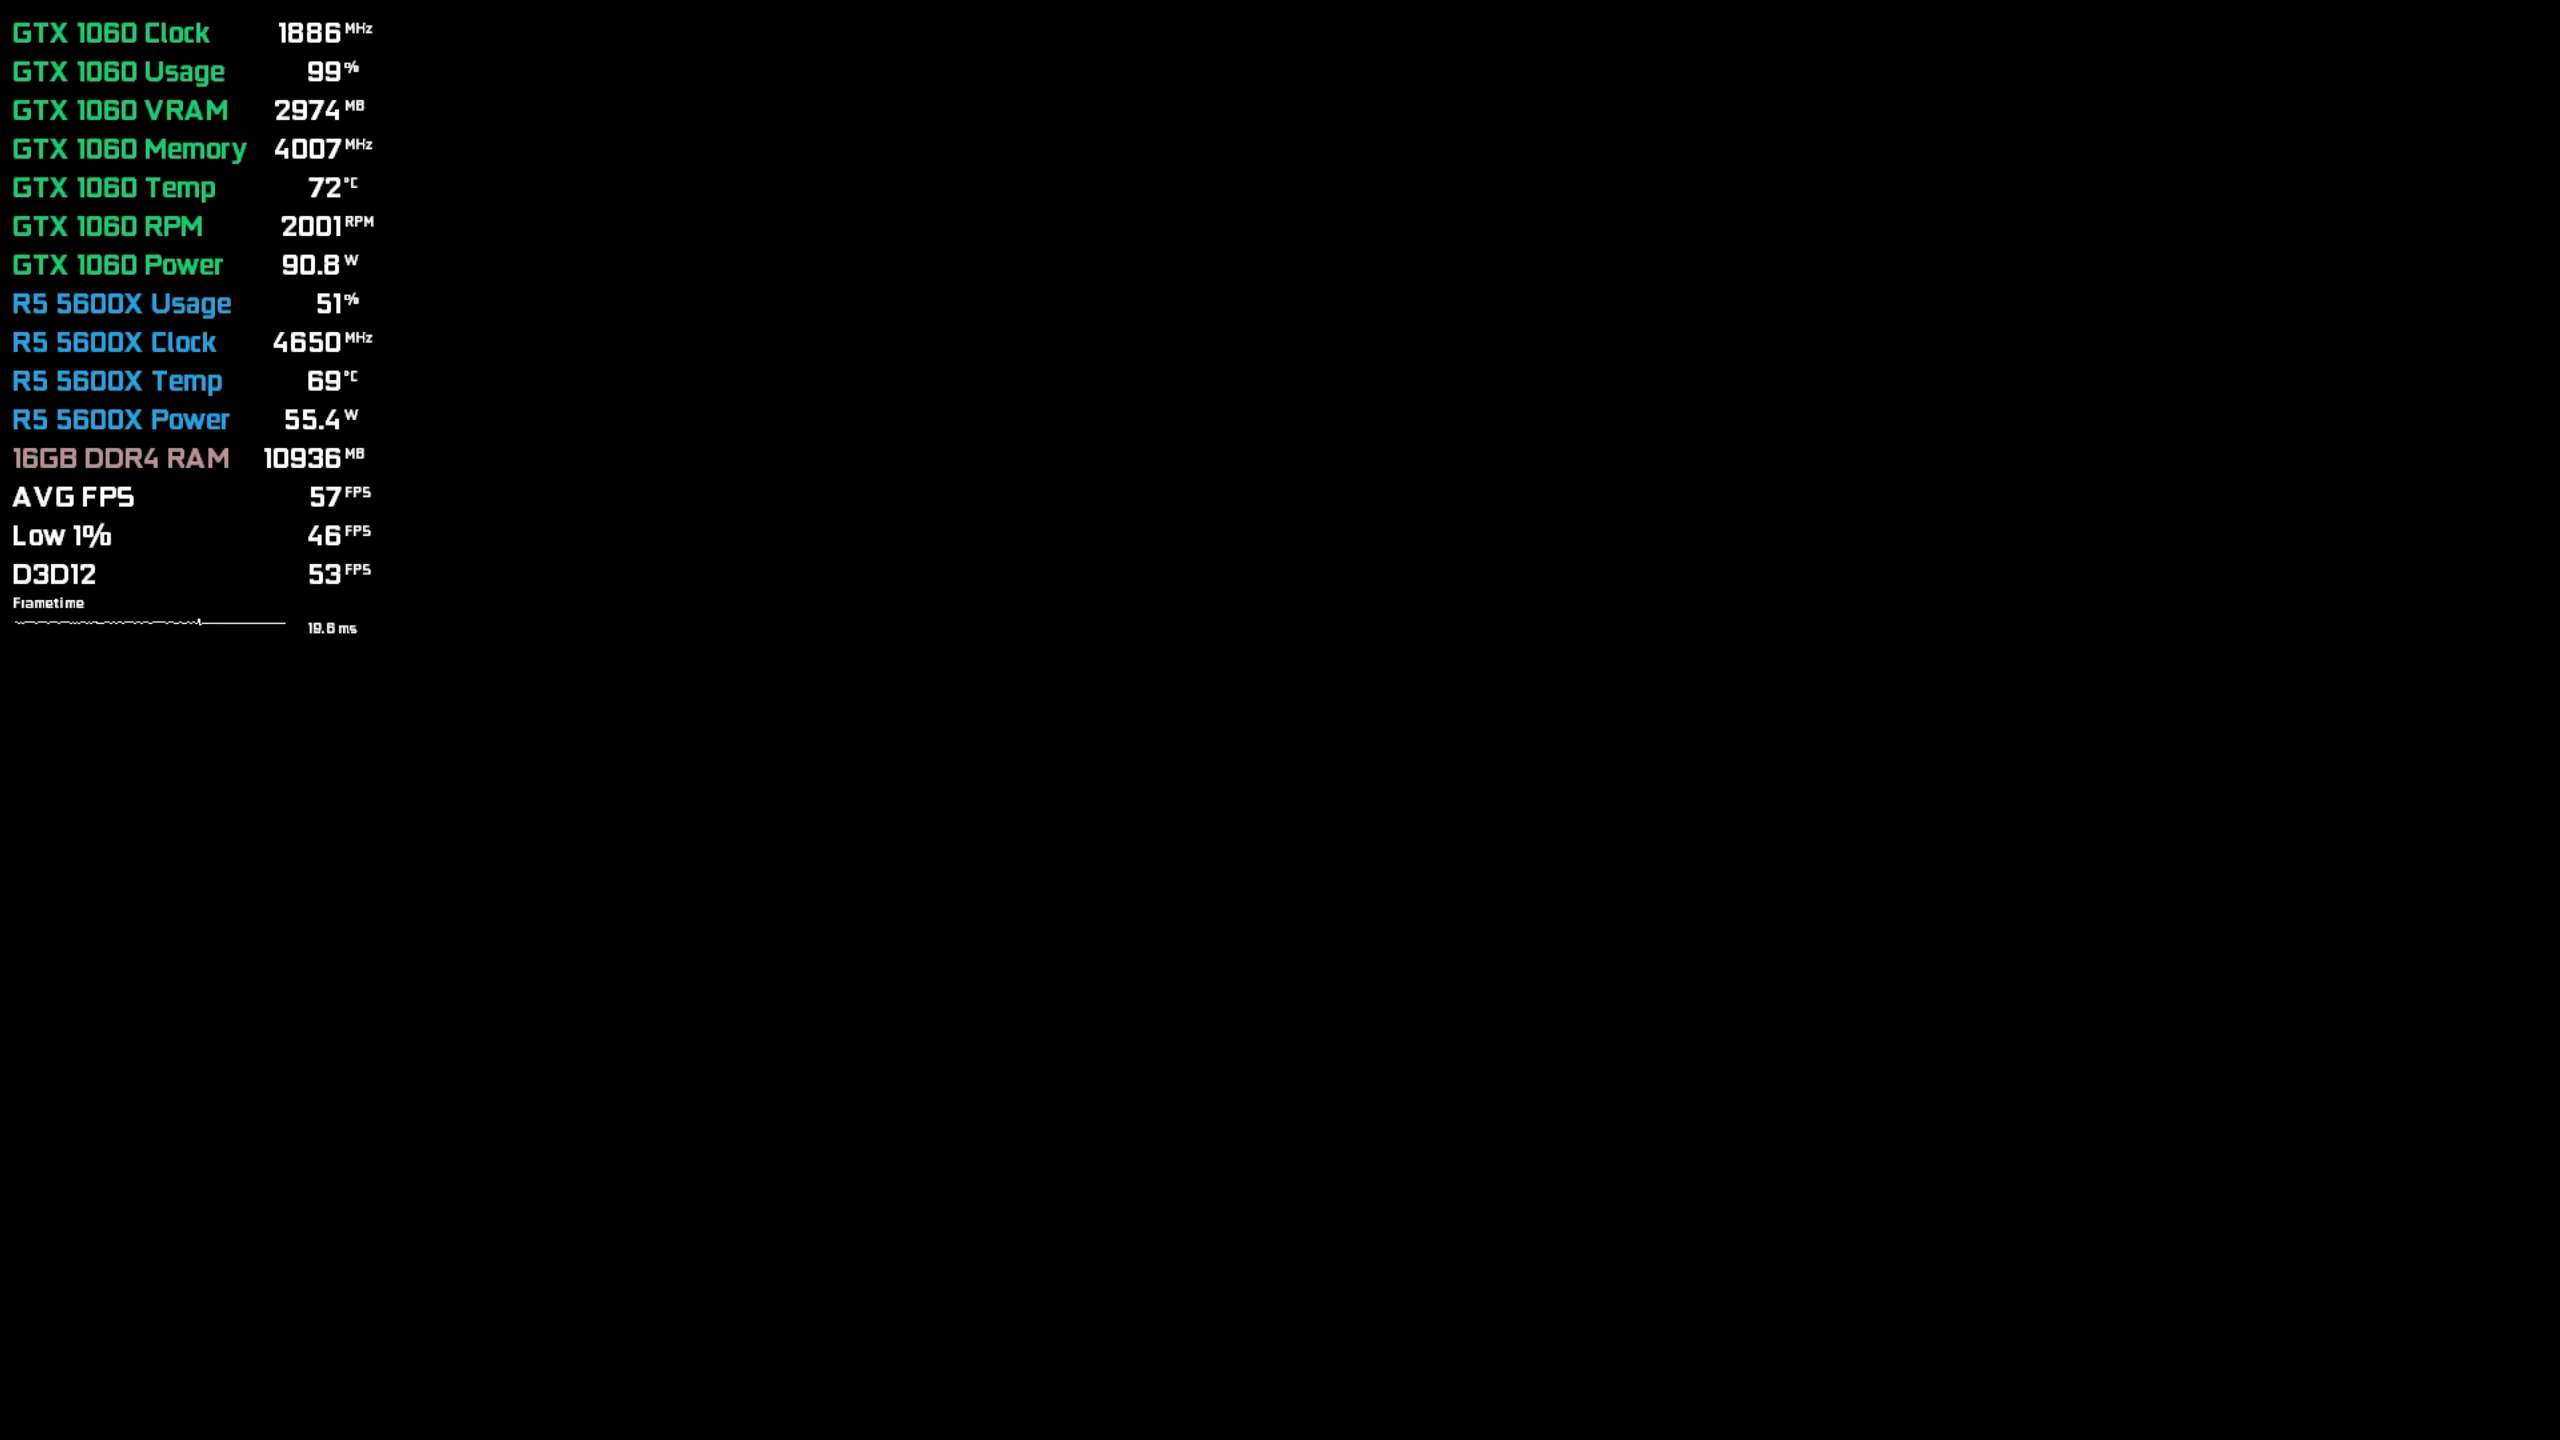 GTX 1060 Clock 1886 MHz
GTX 1060 Usage 99 %
GTX 1060 VRAM 2974 MB
GTX 1060 Memory 4007 MHz
GTX 1060 Temp 72 °C
GTX 1060 RPM 2001 RPM
GTX 1060 Power 90.8 W
R5 5600X Usage 51 %
R5 5600X Clock 4650 MHz
R5 5600X Temp 69 °C
R5 5600X Power 55.4 W
16GB DDR4 RAM 10936 MB
AVG FPS 57 FPS
Low 1% 46 FPS
D3D12 53 FPS
Frametime
19.6 ms